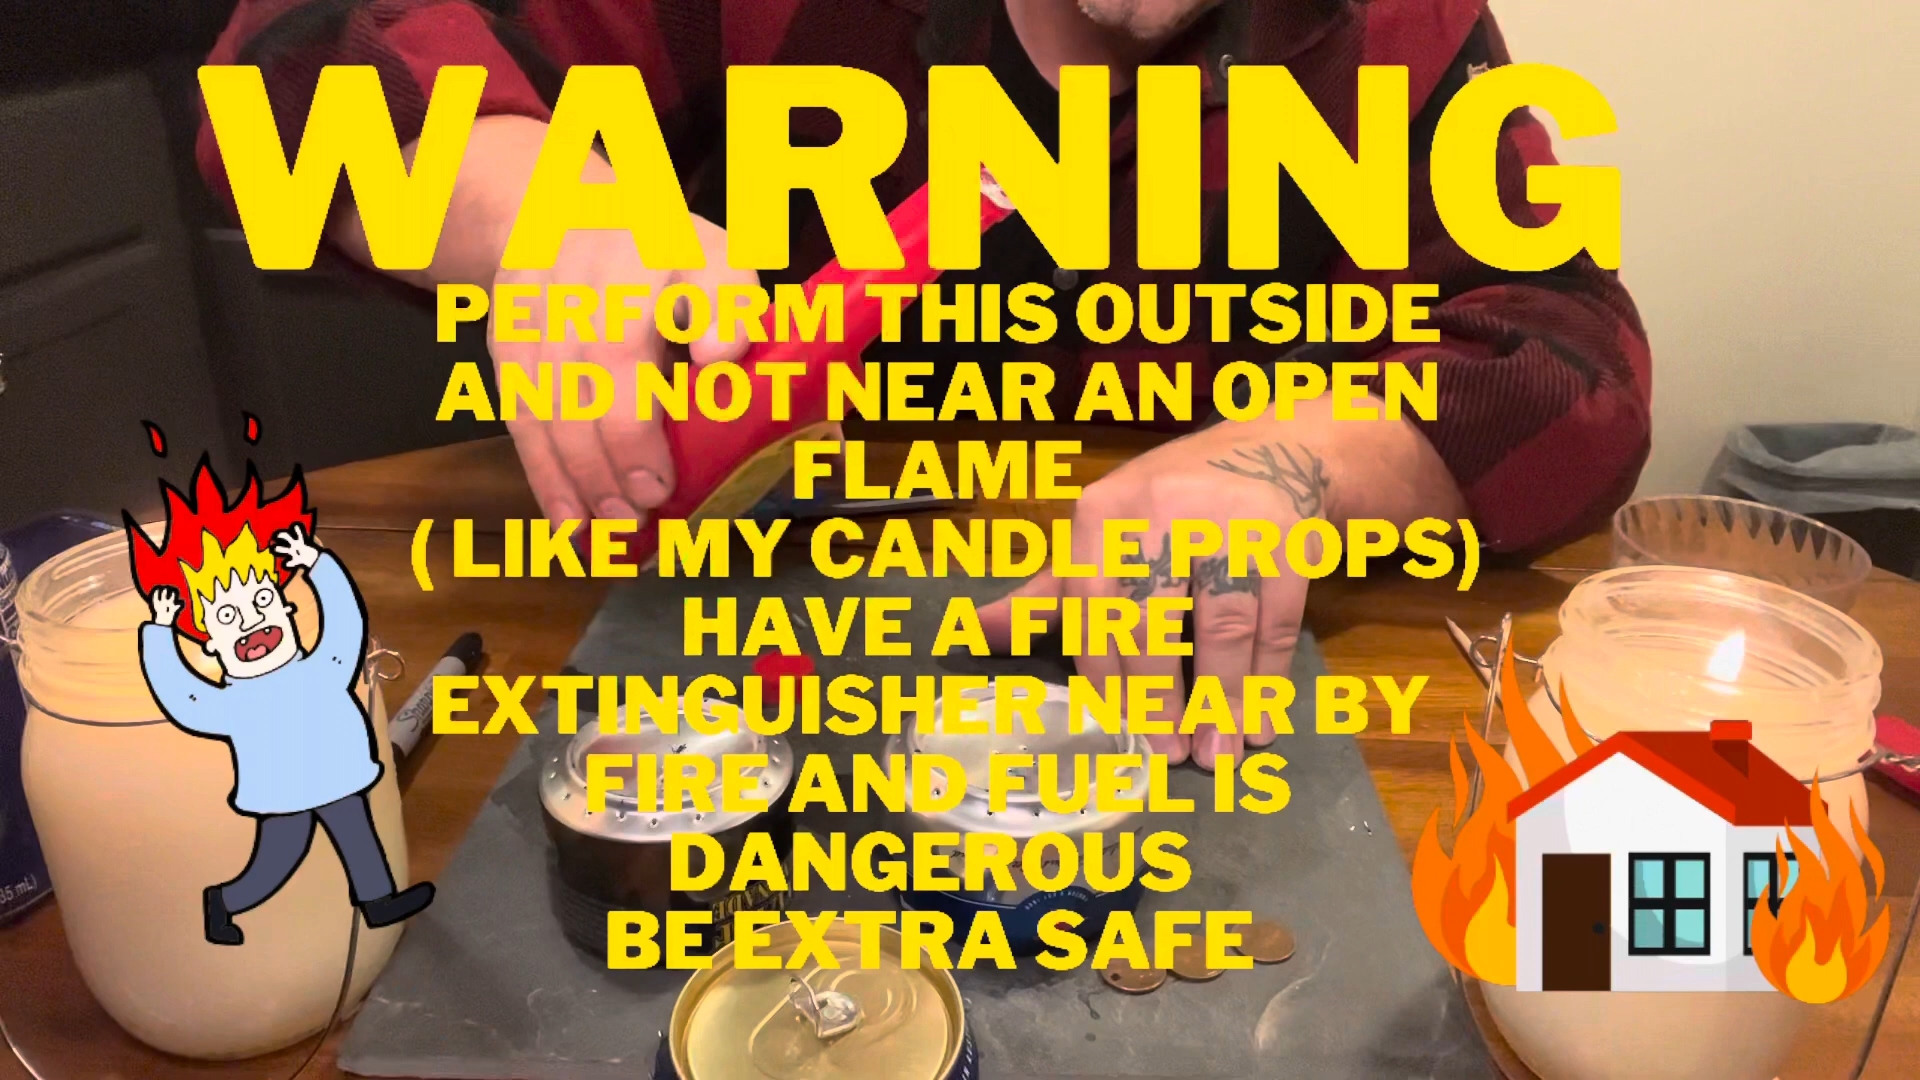 WARNING
PERFORM THIS OUTSIDE
AND NOT NEAR AN OPEN
FLAME
( LIKE MY CANDLE PROPS)
HAVE A FIRE
EXTINGUISHER NEAR BY
FIRE AND FUEL IS
DANGEROUS
BE EXTRA SAFE